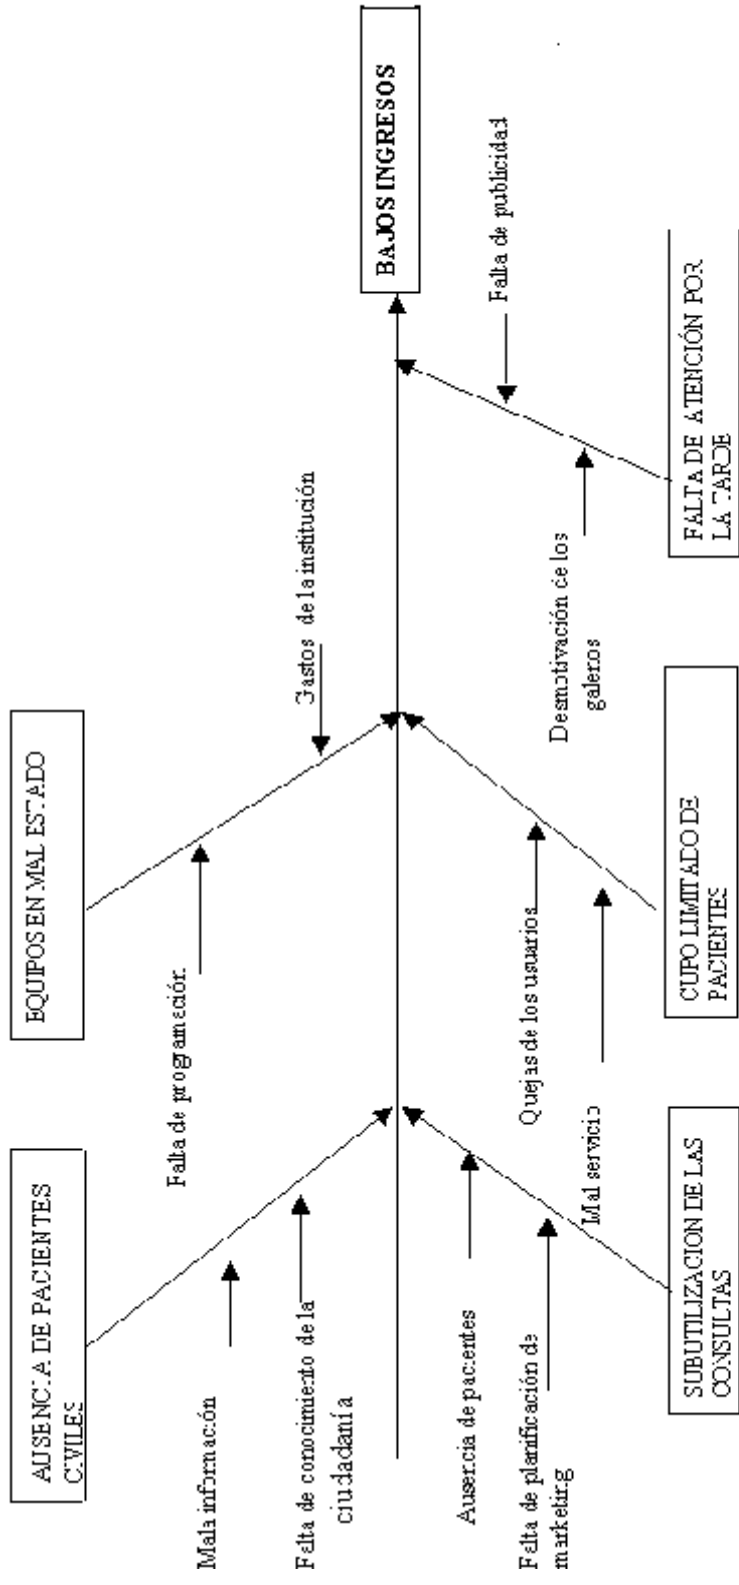 AUSENCIA DE PACIENTES
CIVILES
EQUIPOS EN MAL ESTADO
Mala información
Falta de conocimiento de la
ciudadanía
Falta de programación
Gastos de la institución
BAJOS INGRESOS
Ausencia de pacientes
Falta de planificación de
marketing
Quejas de los usuarios
Mal servicio
Desmotivación de los
galenos
Falta de publicidad
SUBUTILIZACION DE LAS
CONSULTAS
CUPO LIMITADO DE
PACIENTES
FALTA DE ATENCIÓN POR
LA TARDE